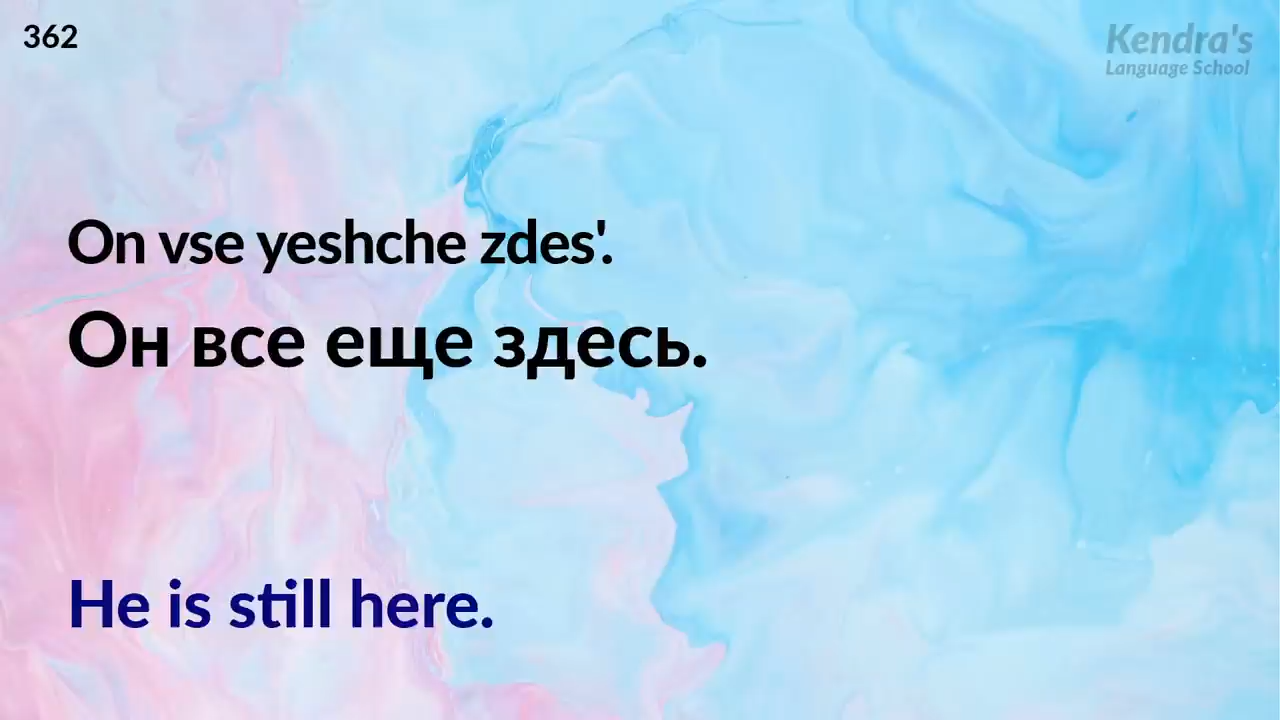 362
Kendra's
Language School
On vse yeshche zdes'.
Он все еще здесь.
He is still here.